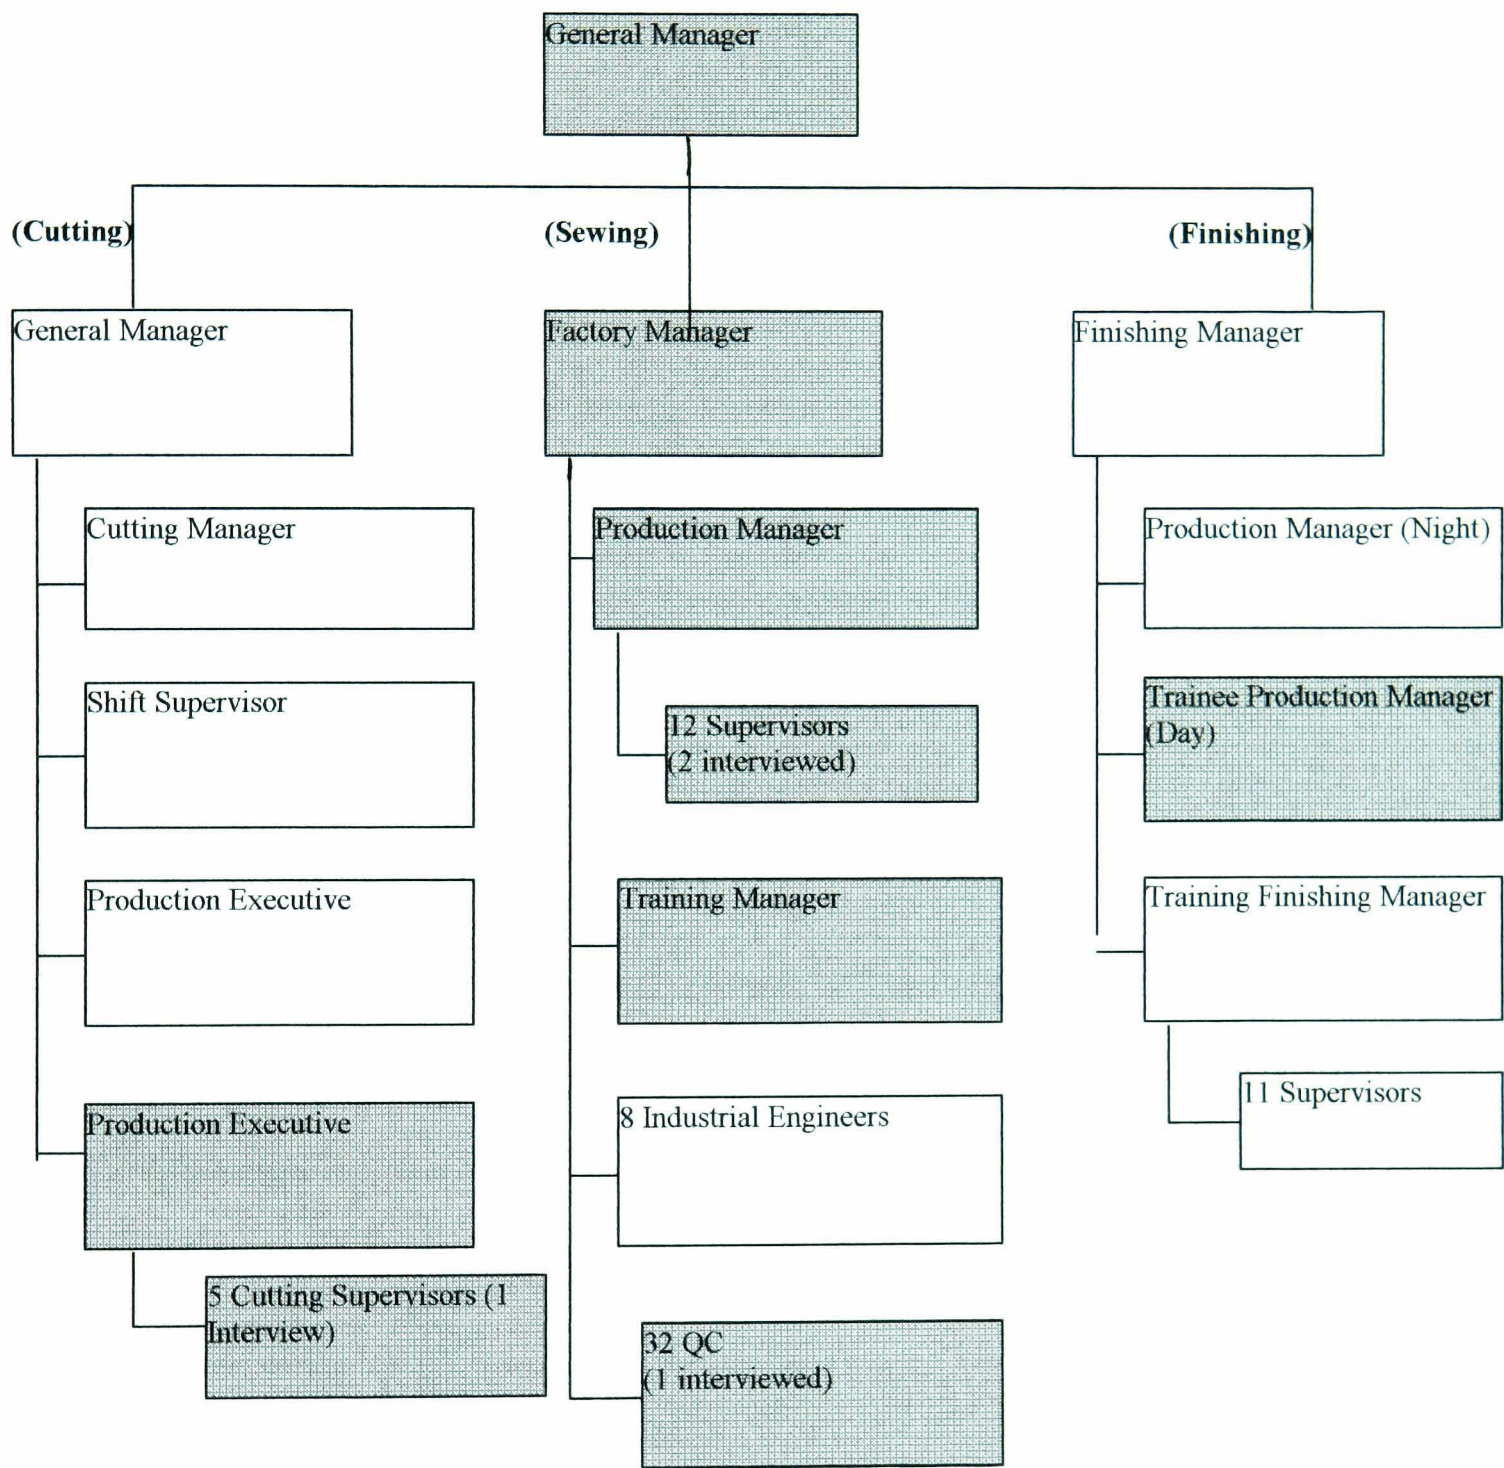 General Manager
(Cutting)
(Sewing)
(Finishing)
General Manager
Factory Manager
Finishing Manager
Cutting Manager
Shift Supervisor
Production Executive
Production Executive
5 Cutting Supervisors (1
Interview)
Production Manager
12 Supervisors
(2 interviewed)
Training Manager
8 Industrial Engineers
32 QC
(1 interviewed)
Production Manager (Night)
Trainee Production Manager
(Day)
Training Finishing Manager
11 Supervisors